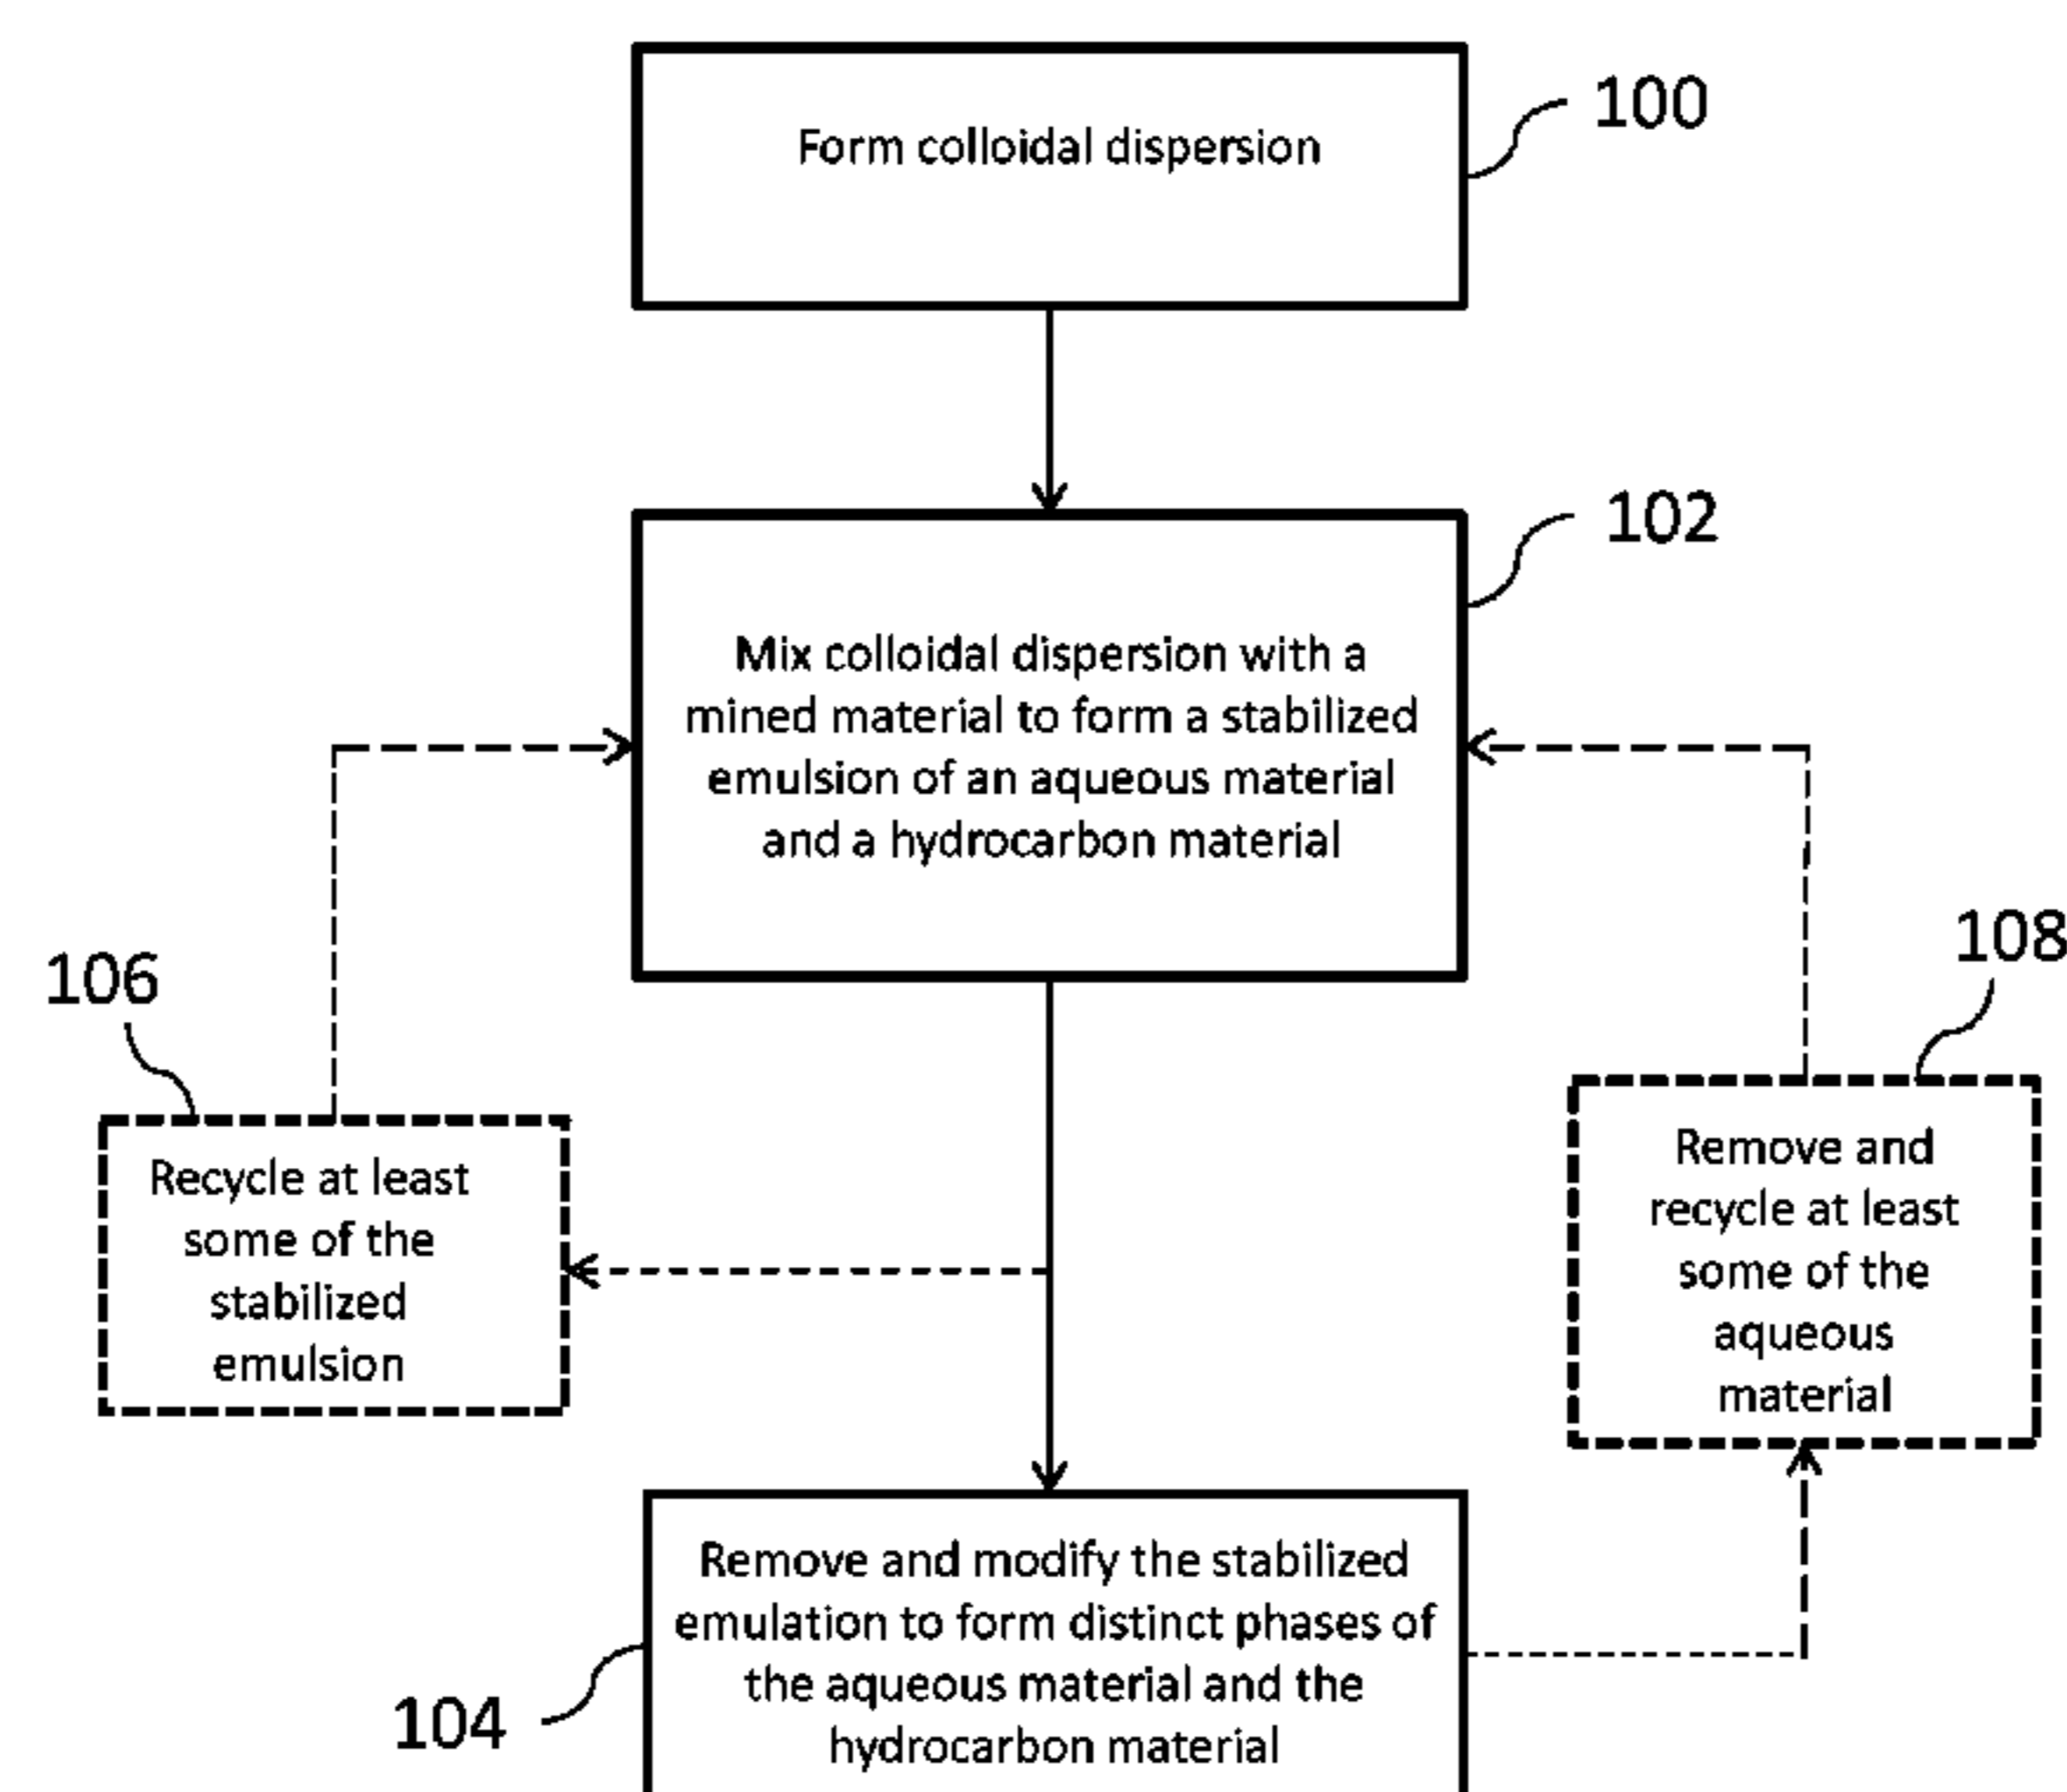 Form colloidal dispersion
100
102
Mix colloidal dispersion with a
mined material to form a stabilized
emulsion of an aqueous material
and a hydrocarbon material
106
108
Recycle at least
some of the
stabilized
emulsion
Remove and
recycle at least
some of the
aqueous
material
Remove and modify the stabilized
emulation to form distinct phases of
the aqueous material and the
hydrocarbon material
104